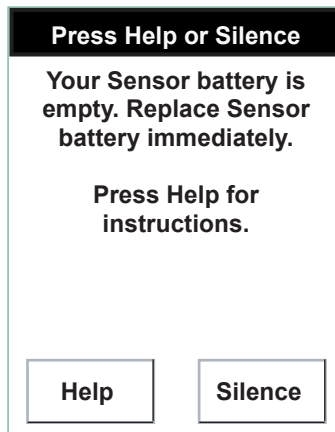 Press Help or Silence
Your Sensor battery is
empty. Replace Sensor
battery immediately.
Press Help for
instructions.
Help
Silence